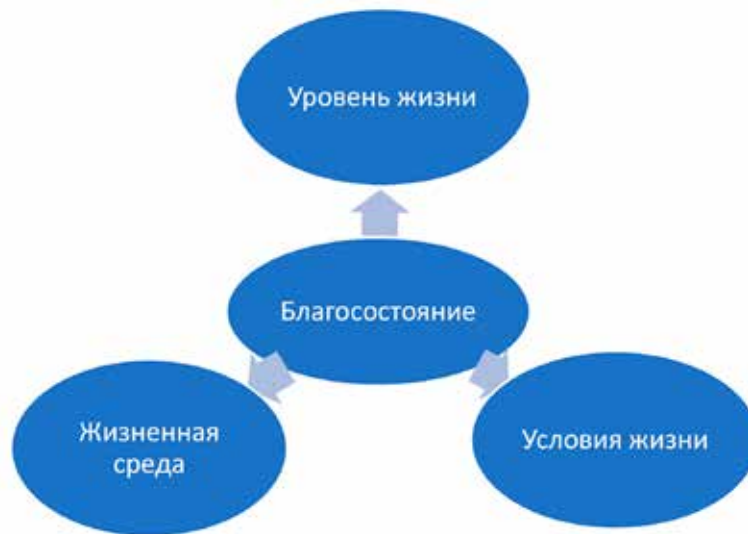 Уровень жизни
Благосостояние
Жизненная
среда
Условия жизни